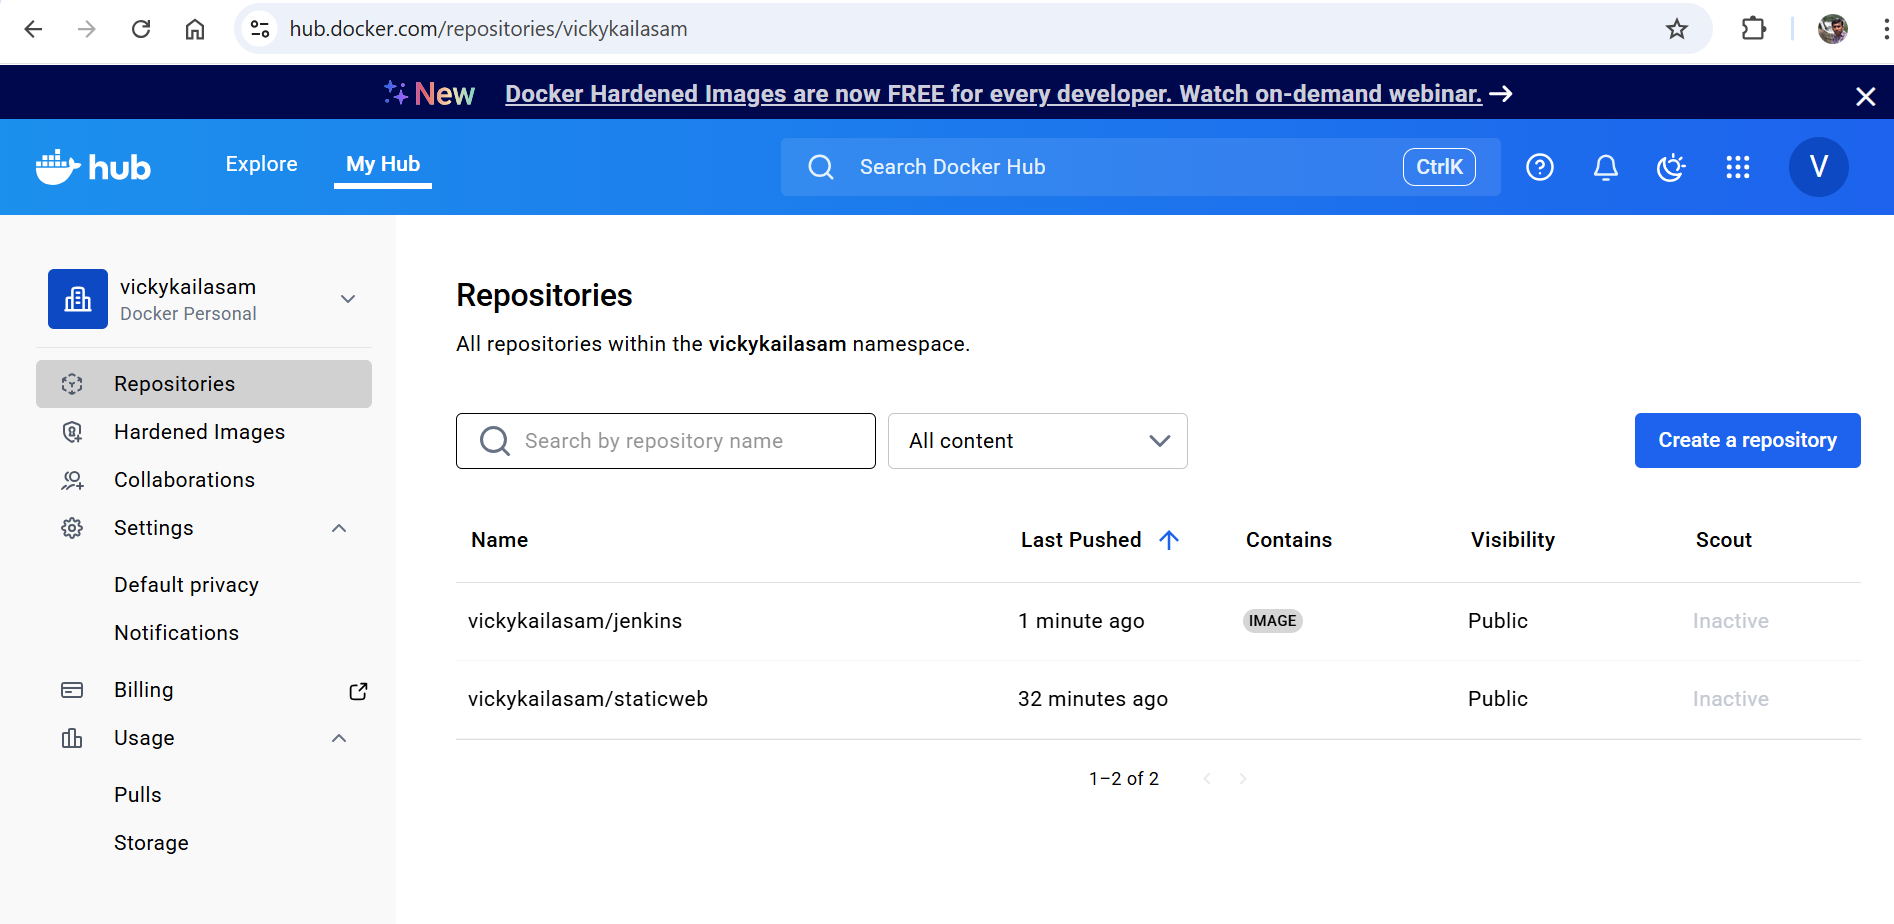 hub.docker.com/repositories/vickykailasam
New Docker Hardened Images are now FREE for every developer. Watch on-demand webinar. →
hub Explore My Hub Search Docker Hub CtrlK V
vickykailasam
Docker Personal
Repositories
Hardened Images
Collaborations
Settings
Default privacy
Notifications
Billing
Usage
Pulls
Storage
Repositories
All repositories within the vickykailasam namespace.
Search by repository name All content Create a repository
Name Last Pushed Contains Visibility Scout
vickykailasam/jenkins 1 minute ago IMAGE Public Inactive
vickykailasam/staticweb 32 minutes ago Public Inactive
1–2 of 2